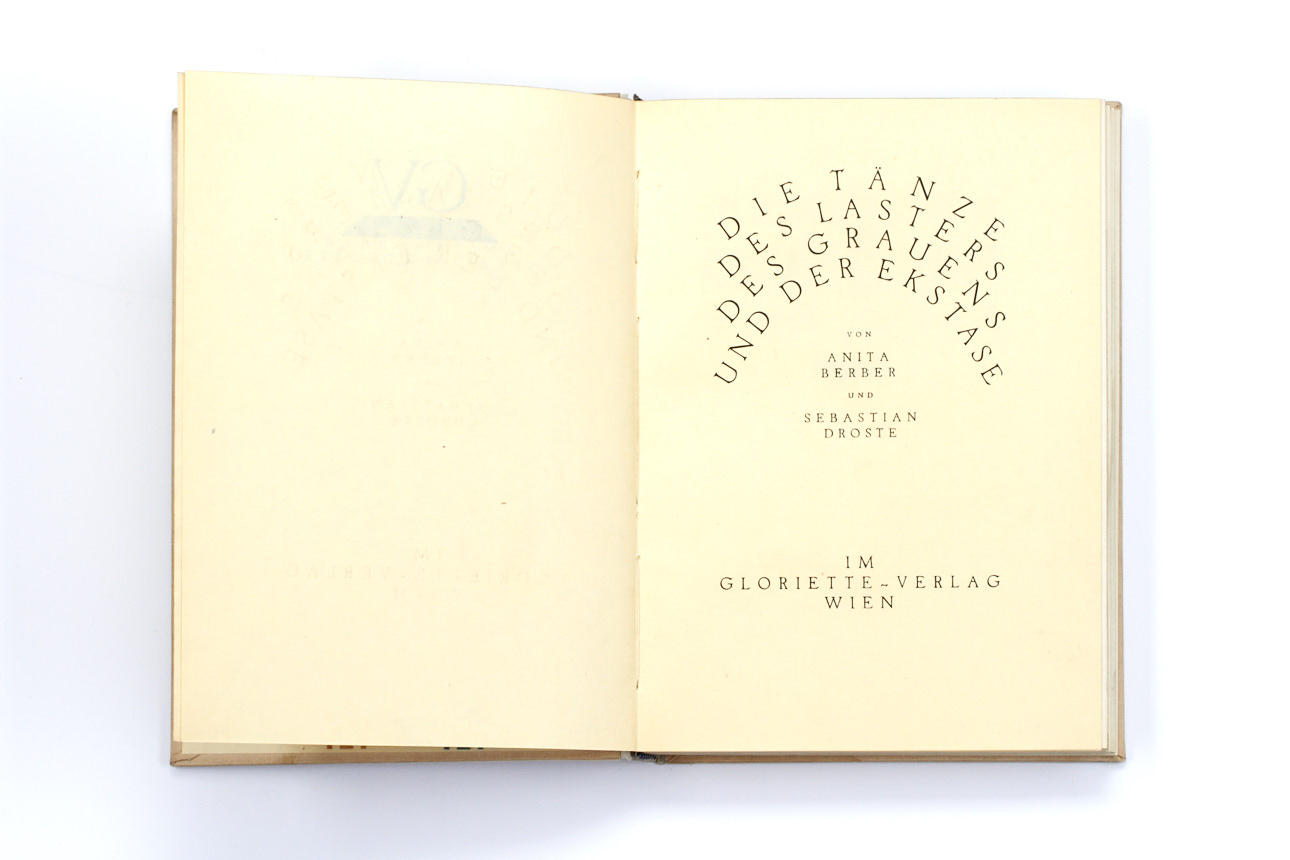 DIE TÄNZE
DES LASTERS
DES GRAUENS
UND DER EKSTASE
VON
ANITA
BERBER
UND
SEBASTIAN
DROSTE
IM
GLORIETTE-VERLAG
WIEN